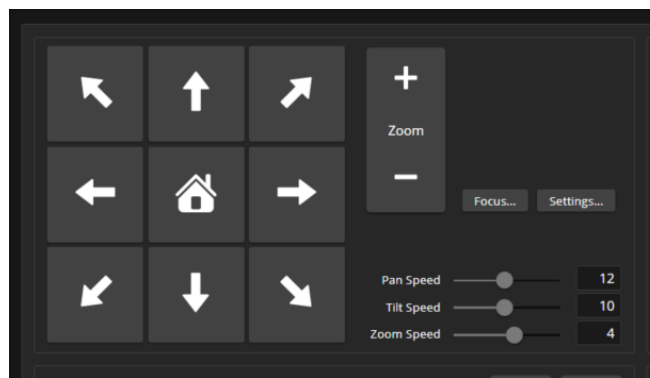 Zoom
Focus... Settings...
Pan Speed 12
Tilt Speed 10
Zoom Speed 4